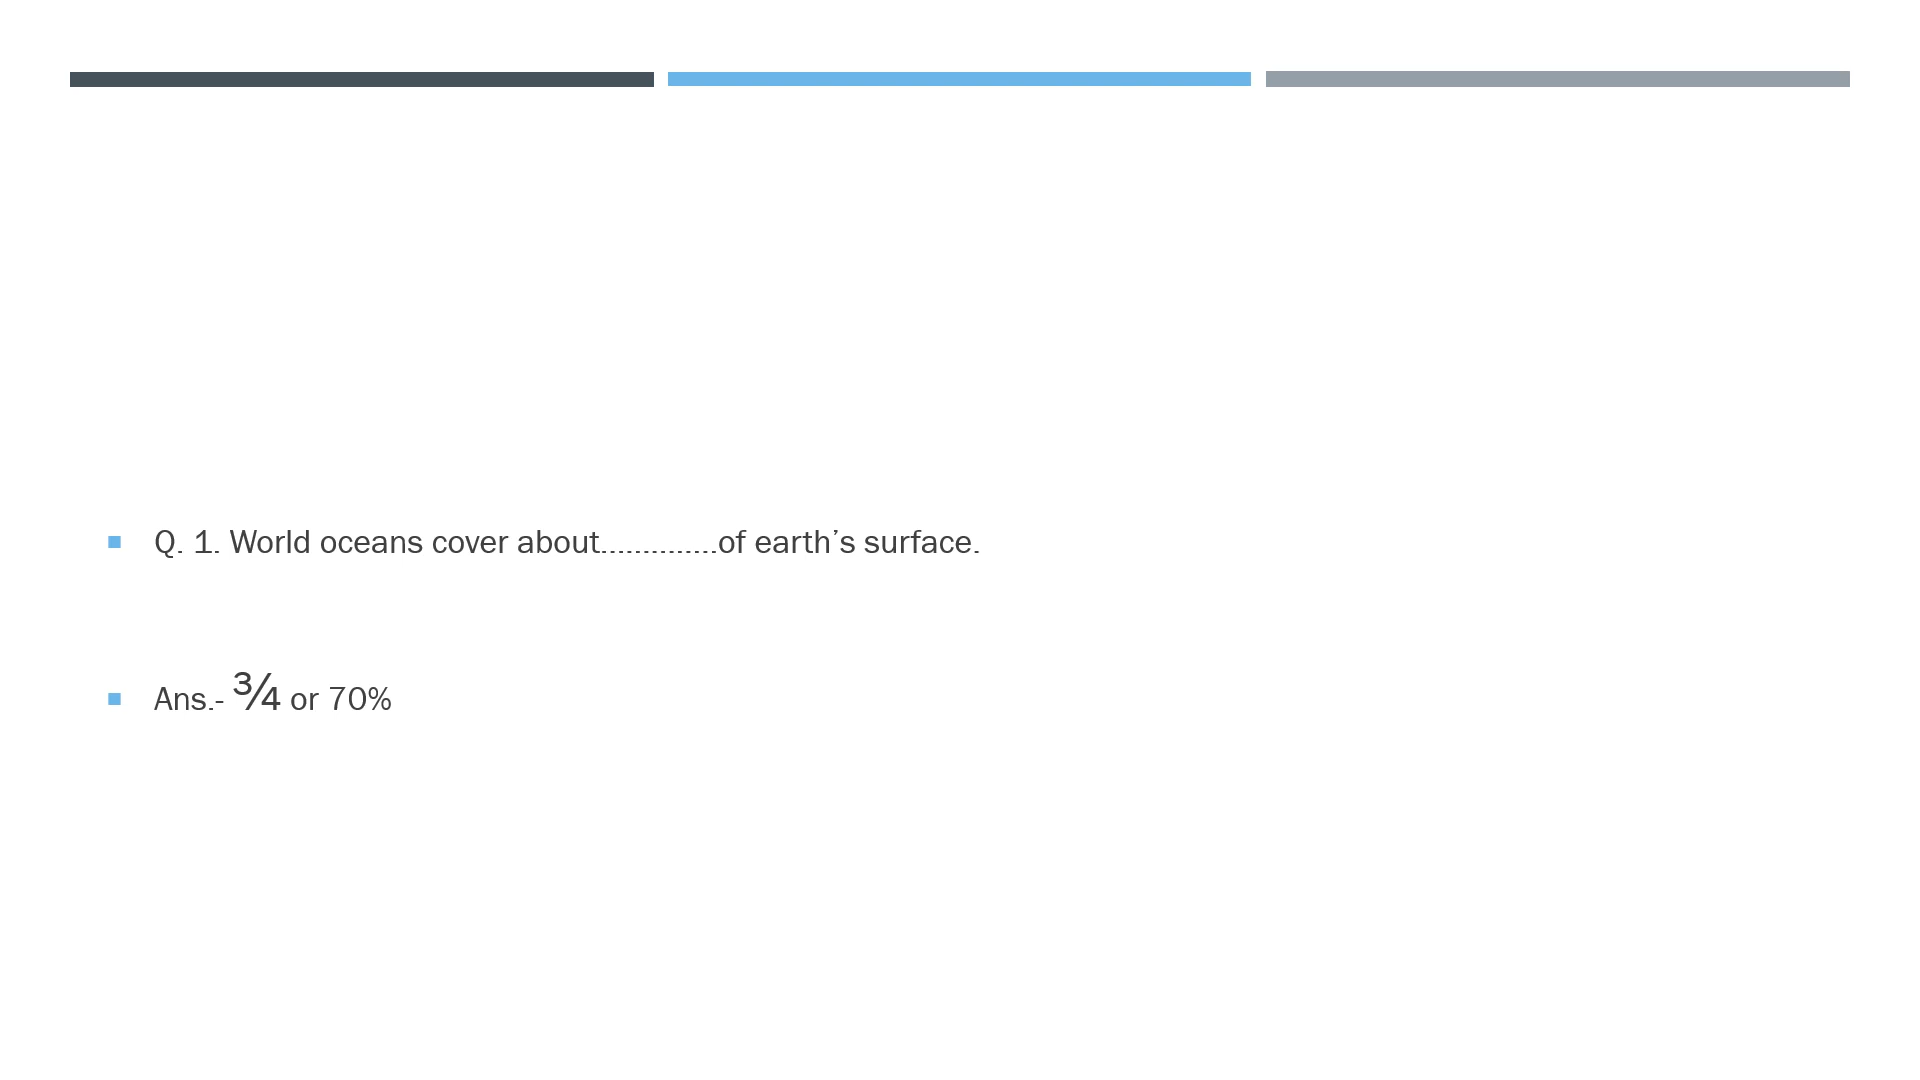 Q. 1. World oceans cover about..............of earth’s surface.
Ans.- ¾ or 70%